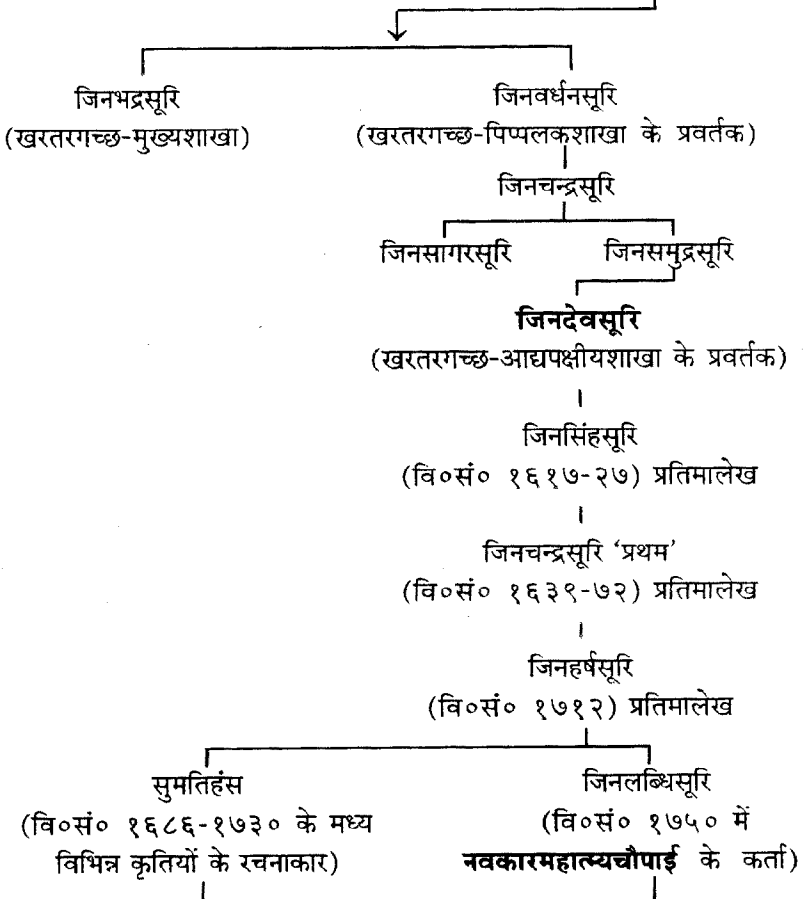 जिनभद्रसूरि
(खरतरगच्छ-मुख्यशाखा)
जिनवर्धनसूरि
(खरतरगच्छ-पिप्पलकशाखा के प्रवर्तक)
जिनचन्द्रसूरि
जिनसागरसूरि
जिनसमुद्रसूरि
जिनदेवसूरि
(खरतरगच्छ-आद्यपक्षीयशाखा के प्रवर्तक)
जिनसिंहसूरि
(वि०सं० १६१७-२७) प्रतिमालेख
जिनचन्द्रसूरि ‘प्रथम’
(वि०सं० १६३९-७२) प्रतिमालेख
जिनहर्षसूरि
(वि०सं० १७१२) प्रतिमालेख
सुमतिहंस
(वि०सं० १६८६-१७३० के मध्य
विभिन्न कृतियों के रचनाकार)
जिनलब्धिसूरि
(वि०सं० १७५० में
नवकारमहात्म्यचौपाई के कर्ता)